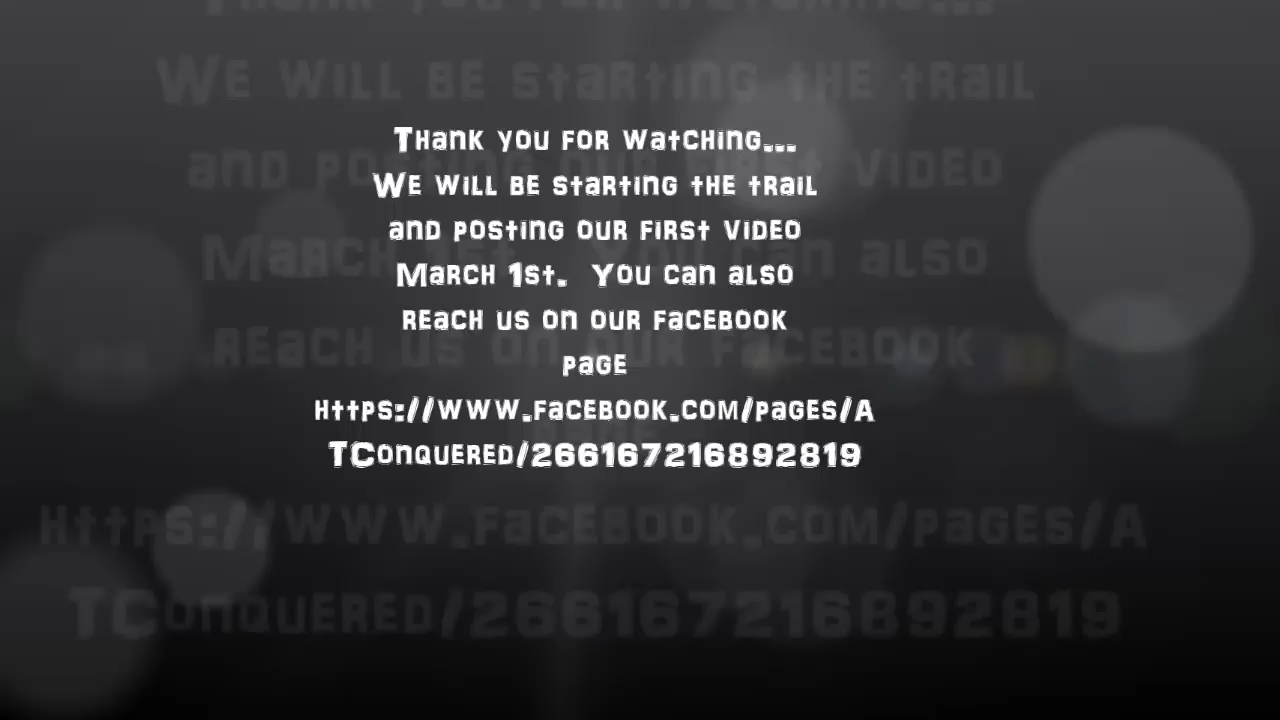 Thank you for watching...
We will be starting the trail
and posting our first video
March 1st.  You can also
reach us on our facebook
page
https://www.facebook.com/pages/A
TConquered/266167216892819